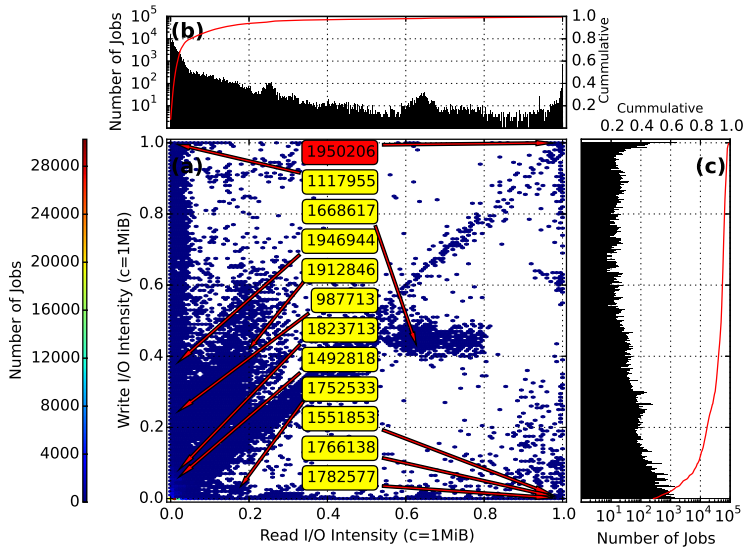 (b)
Number of Jobs
10^5
10^4
10^3
10^2
10^1
1.0
0.8
0.6
0.4
0.2
Cummulative
Cummulative
0.2 0.4 0.6 0.8 1.0
Number of Jobs
28000
24000
20000
16000
12000
8000
4000
0
(a)
Write I/O Intensity (c=1MiB)
1.0
0.8
0.6
0.4
0.2
0.0
1950206
1117955
1668617
1946944
1912846
987713
1823713
1492818
1752533
1551853
1766138
1782577
0.0 0.2 0.4 0.6 0.8 1.0
Read I/O Intensity (c=1MiB)
(c)
10^1 10^2 10^3 10^4 10^5
Number of Jobs